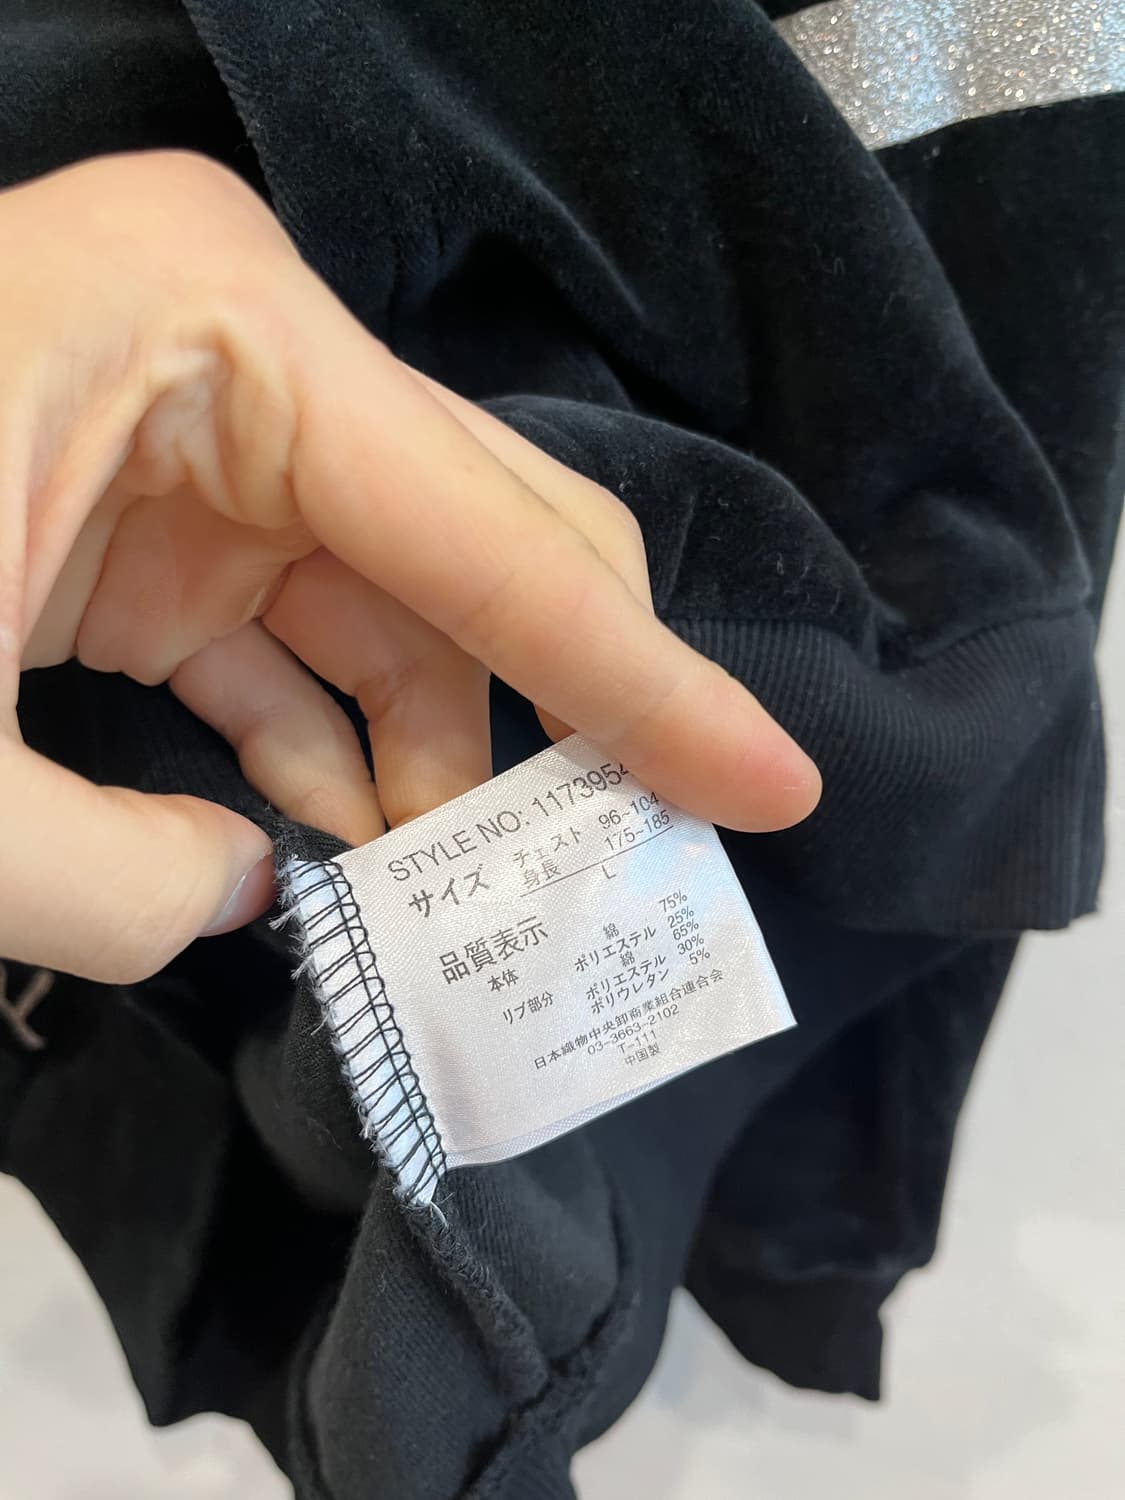 STYLE NO: 1173954
サイズ チェスト 96~104
身長 175~185
L
品質表示
本体 綿 75%
ポリエステル 25%
リブ部分 綿 65%
ポリエステル 30%
ポリウレタン 5%
日本織物中央卸商業組合連合会
03-3663-2102
T-111
中国製